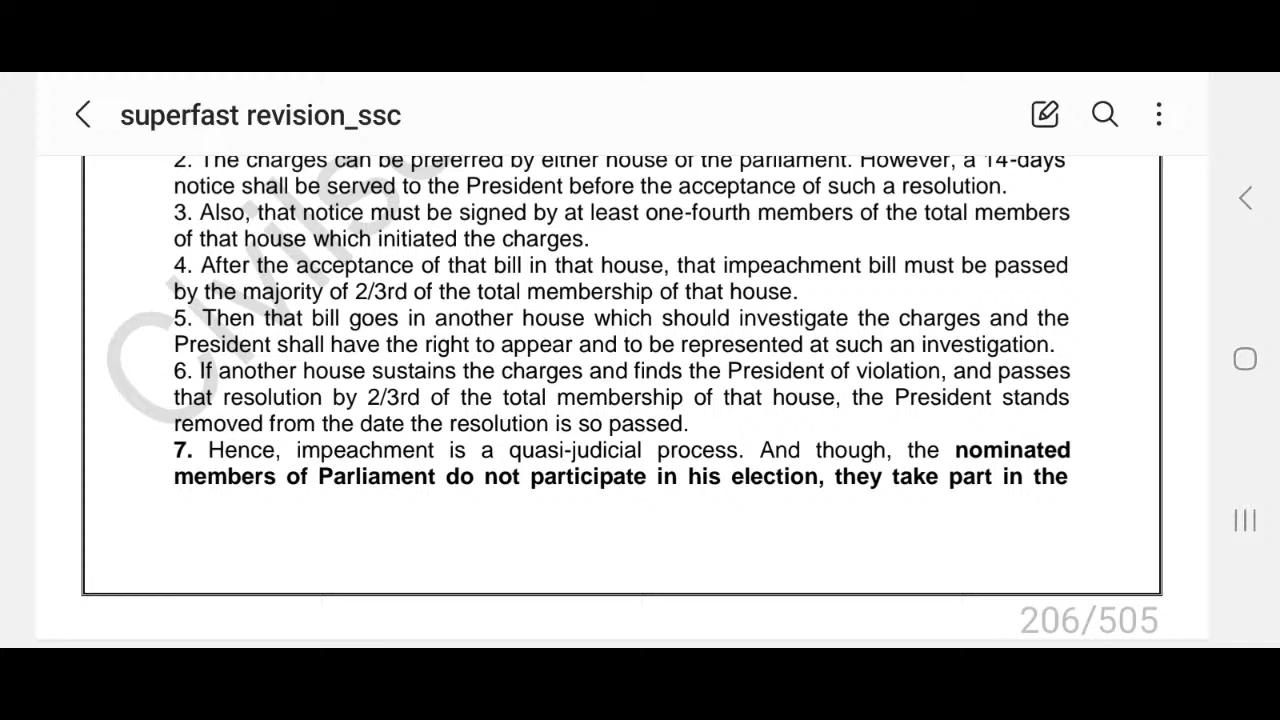 superfast revision_ssc
2. The charges can be preferred by either house of the parliament. However, a 14-days
notice shall be served to the President before the acceptance of such a resolution.
3. Also, that notice must be signed by at least one-fourth members of the total members
of that house which initiated the charges.
4. After the acceptance of that bill in that house, that impeachment bill must be passed
by the majority of 2/3rd of the total membership of that house.
5. Then that bill goes in another house which should investigate the charges and the
President shall have the right to appear and to be represented at such an investigation.
6. If another house sustains the charges and finds the President of violation, and passes
that resolution by 2/3rd of the total membership of that house, the President stands
removed from the date the resolution is so passed.
7. Hence, impeachment is a quasi-judicial process. And though, the nominated
members of Parliament do not participate in his election, they take part in the
206/505